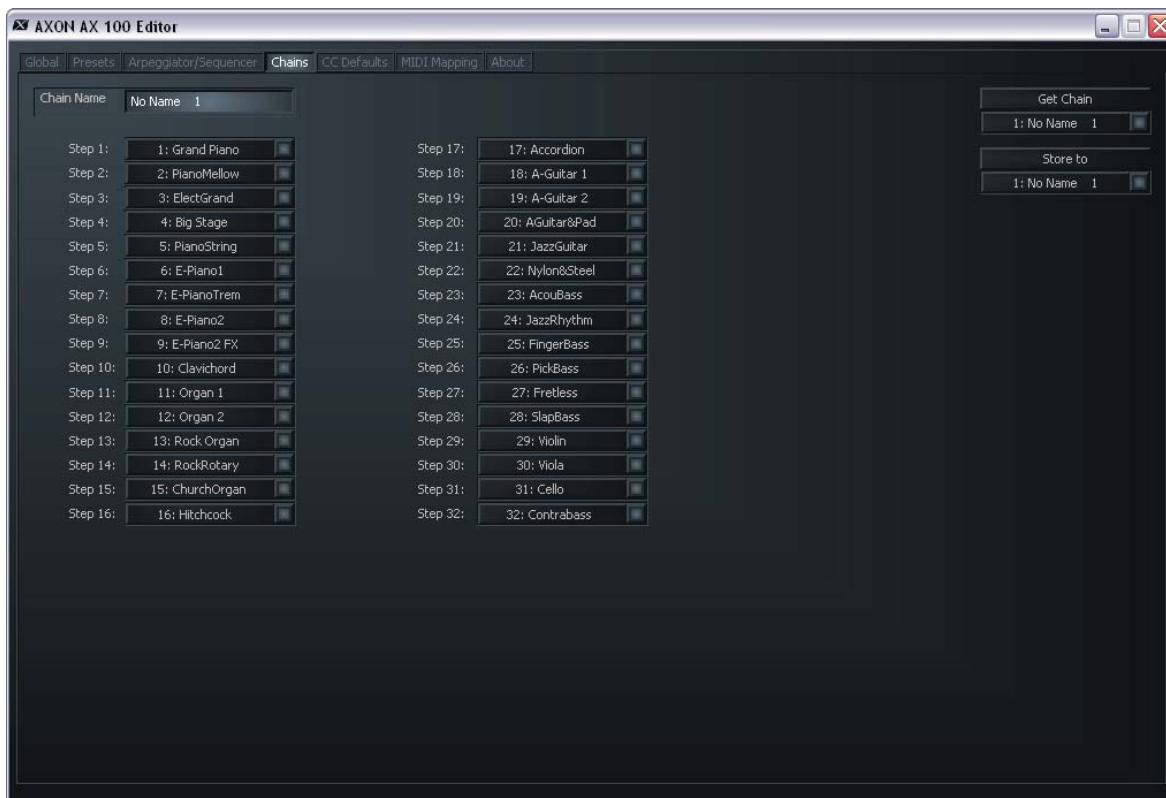 AXON AX 100 Editor
Global Presets Arpeggiator/Sequencer Chains CC Defaults MIDI Mapping About
Chain Name No Name 1
Step 1: 1: Grand Piano
Step 2: 2: PianoMellow
Step 3: 3: ElectGrand
Step 4: 4: Big Stage
Step 5: 5: PianoString
Step 6: 6: E-Piano1
Step 7: 7: E-PianoTrem
Step 8: 8: E-Piano2
Step 9: 9: E-Piano2 FX
Step 10: 10: Clavichord
Step 11: 11: Organ 1
Step 12: 12: Organ 2
Step 13: 13: Rock Organ
Step 14: 14: RockRotary
Step 15: 15: ChurchOrgan
Step 16: 16: Hitchcock
Step 17: 17: Accordion
Step 18: 18: A-Guitar 1
Step 19: 19: A-Guitar 2
Step 20: 20: AGuitar&Pad
Step 21: 21: JazzGuitar
Step 22: 22: Nylon&Steel
Step 23: 23: AcouBass
Step 24: 24: JazzRhythm
Step 25: 25: FingerBass
Step 26: 26: PickBass
Step 27: 27: Fretless
Step 28: 28: SlapBass
Step 29: 29: Violin
Step 30: 30: Viola
Step 31: 31: Cello
Step 32: 32: Contrabass
Get Chain
1: No Name 1
Store to
1: No Name 1